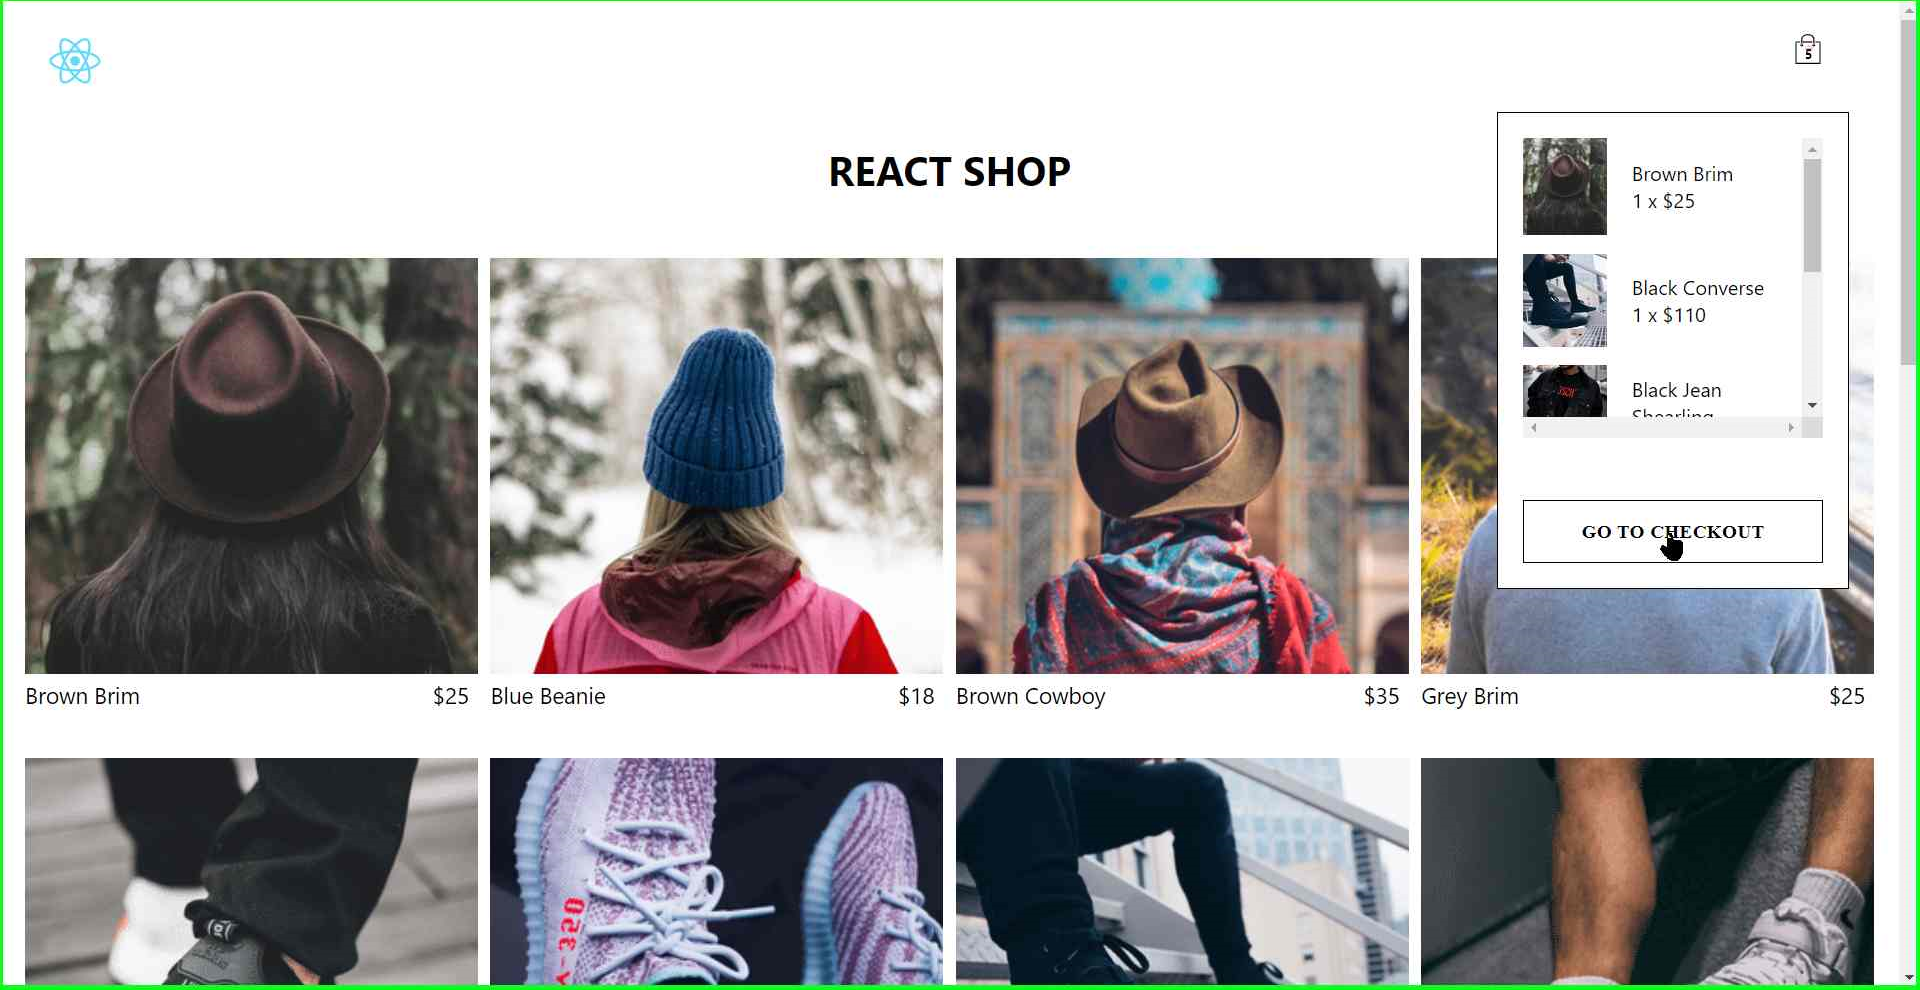 5
REACT SHOP
Brown Brim
1 x $25
Black Converse
1 x $110
Black Jean
Shearling
GO TO CHECKOUT
Brown Brim $25
Blue Beanie $18
Brown Cowboy $35
Grey Brim $25